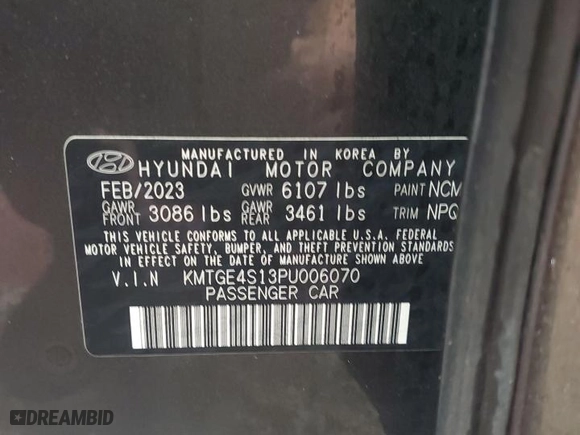 MANUFACTURED IN KOREA BY
HYUNDAI MOTOR COMPANY
FEB/2023 GVWR 6107 lbs PAINT NCM
GAWR FRONT 3086 lbs GAWR REAR 3461 lbs TRIM NPQ
THIS VEHICLE CONFORMS TO ALL APPLICABLE U.S.A. FEDERAL
MOTOR VEHICLE SAFETY, BUMPER, AND THEFT PREVENTION STANDARDS
IN EFFECT ON THE DATE OF MANUFACTURE SHOWN ABOVE.
V.I.N KMTGE4S13PU006070
PASSENGER CAR
DREAMBID